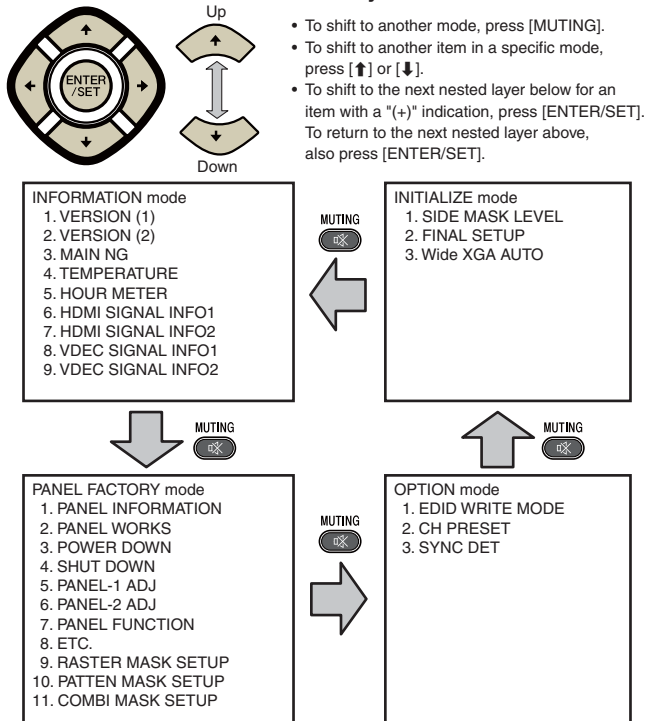 Up
ENTER
/SET
Down
• To shift to another mode, press [MUTING].
• To shift to another item in a specific mode,
press [⬆] or [⬇].
• To shift to the next nested layer below for an
item with a "(+)" indication, press [ENTER/SET].
To return to the next nested layer above,
also press [ENTER/SET].
INFORMATION mode
1. VERSION (1)
2. VERSION (2)
3. MAIN NG
4. TEMPERATURE
5. HOUR METER
6. HDMI SIGNAL INFO1
7. HDMI SIGNAL INFO2
8. VDEC SIGNAL INFO1
9. VDEC SIGNAL INFO2
MUTING
INITIALIZE mode
1. SIDE MASK LEVEL
2. FINAL SETUP
3. Wide XGA AUTO
MUTING
MUTING
PANEL FACTORY mode
1. PANEL INFORMATION
2. PANEL WORKS
3. POWER DOWN
4. SHUT DOWN
5. PANEL-1 ADJ
6. PANEL-2 ADJ
7. PANEL FUNCTION
8. ETC.
9. RASTER MASK SETUP
10. PATTEN MASK SETUP
11. COMBI MASK SETUP
MUTING
OPTION mode
1. EDID WRITE MODE
2. CH PRESET
3. SYNC DET